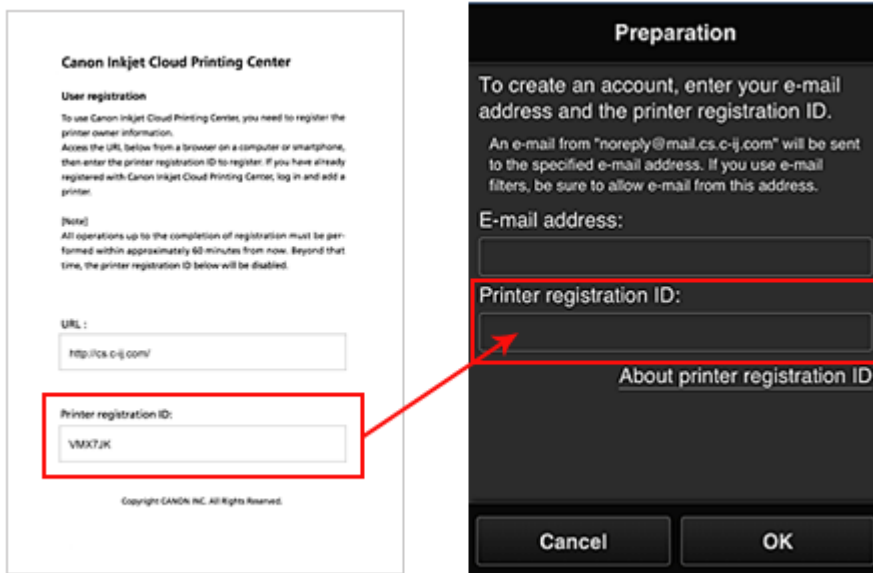 Canon Inkjet Cloud Printing Center
User registration
To use Canon Inkjet Cloud Printing Center, you need to register the
printer owner information.
Access the URL below from a browser on a computer or smartphone,
then enter the printer registration ID to register. If you have already
registered with Canon Inkjet Cloud Printing Center, log in and add a
printer.
[Note]
All operations up to the completion of registration must be per-
formed within approximately 60 minutes from now. Beyond that
time, the printer registration ID below will be disabled.
URL :
http://cs.c-ij.com/
Printer registration ID:
VMX7JK
Copyright CANON INC. All Rights Reserved.
Preparation
To create an account, enter your e-mail
address and the printer registration ID.
An e-mail from "noreply@mail.cs.c-ij.com" will be sent
to the specified e-mail address. If you use e-mail
filters, be sure to allow e-mail from this address.
E-mail address:
Printer registration ID:
About printer registration ID
Cancel
OK